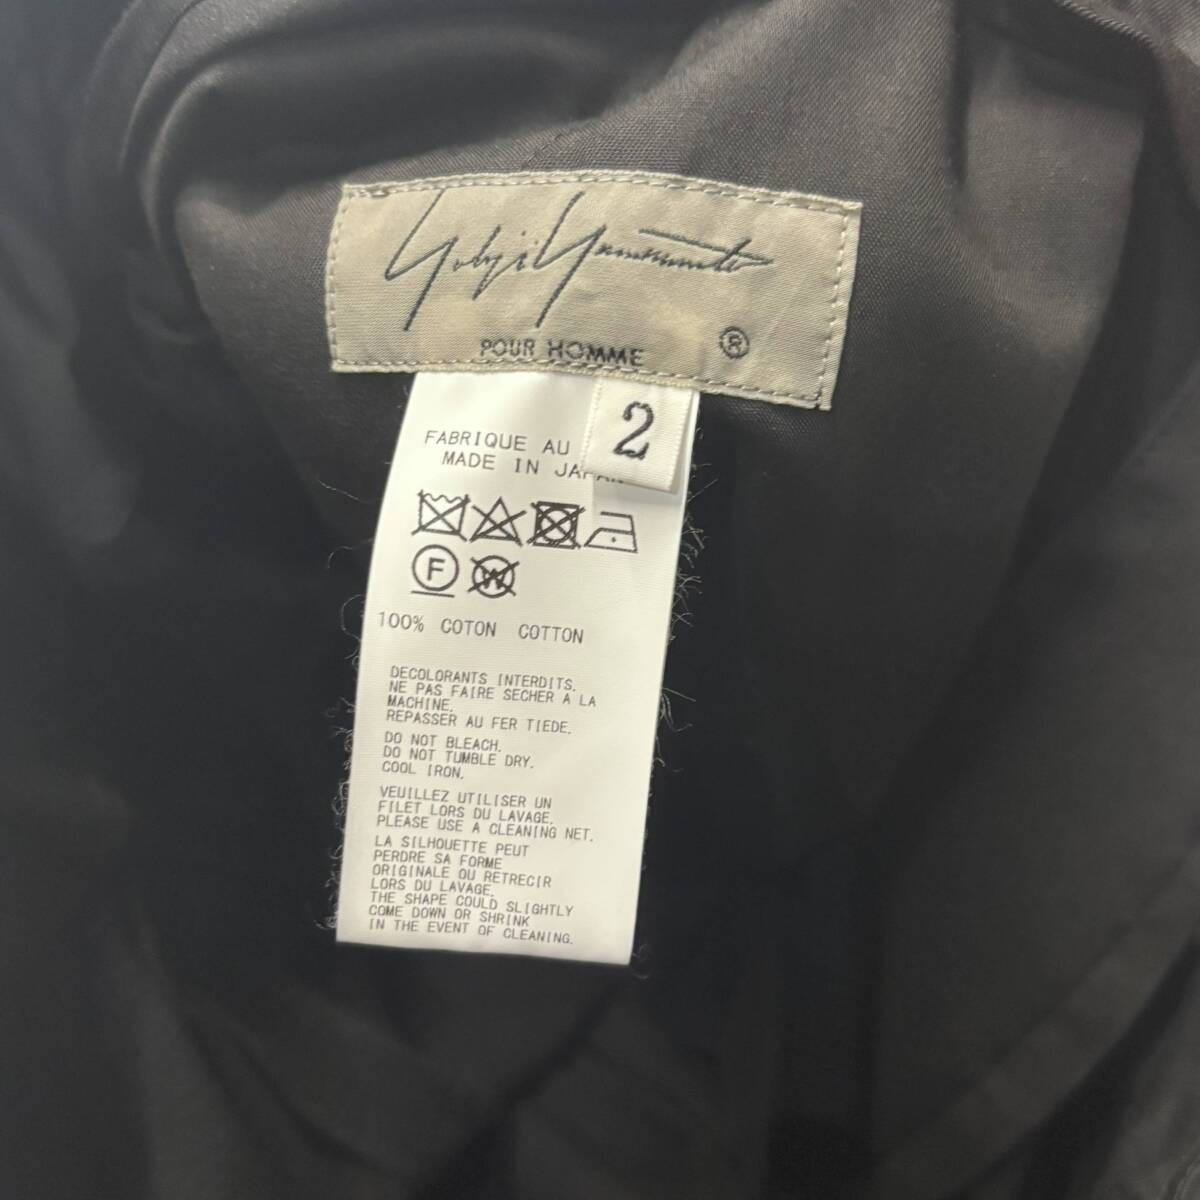 Yohji Yamamoto
POUR HOMME ®
2
FABRIQUE AU
MADE IN JAPAN
F
W
100% COTON COTTON
DECOLORANTS INTERDITS.
NE PAS FAIRE SECHER A LA
MACHINE.
REPASSER AU FER TIEDE.
DO NOT BLEACH.
DO NOT TUMBLE DRY.
COOL IRON.
VEUILLEZ UTILISER UN
FILET LORS DU LAVAGE.
PLEASE USE A CLEANING NET.
LA SILHOUETTE PEUT
PERDRE SA FORME
ORIGINALE OU RETRECIR
LORS DU LAVAGE.
THE SHAPE COULD SLIGHTLY
COME DOWN OR SHRINK
IN THE EVENT OF CLEANING.